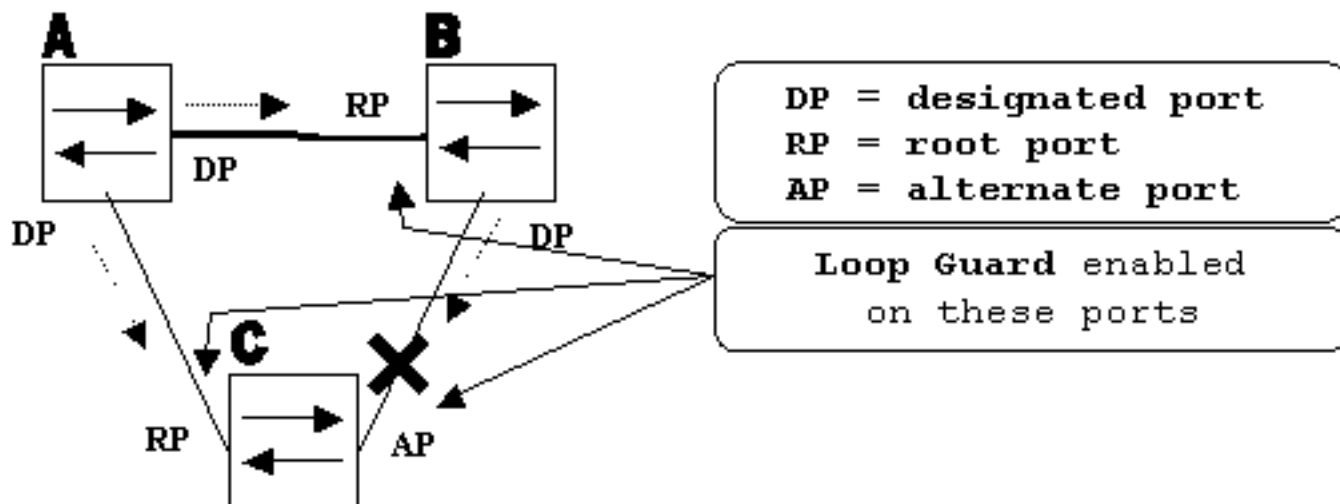 A
B
RP
DP
DP
DP
C
RP
AP
DP = designated port
RP = root port
AP = alternate port
Loop Guard enabled
on these ports